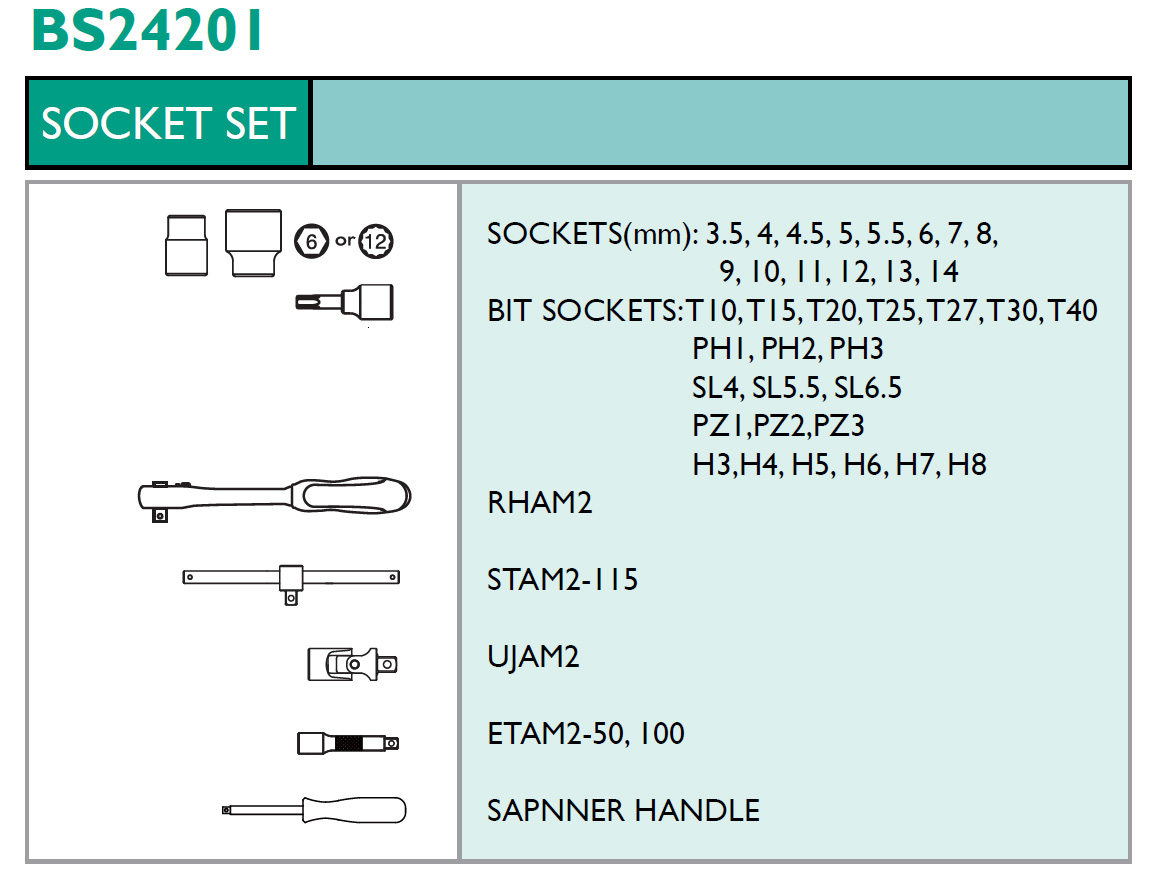 BS24201
SOCKET SET
6 or 12
SOCKETS(mm): 3.5, 4, 4.5, 5, 5.5, 6, 7, 8,
9, 10, 11, 12, 13, 14
BIT SOCKETS:T10,T15,T20,T25,T27,T30,T40
PH1, PH2, PH3
SL4, SL5.5, SL6.5
PZ1,PZ2,PZ3
H3,H4, H5, H6, H7, H8
RHAM2
STAM2-115
UJAM2
ETAM2-50, 100
SAPNNER HANDLE